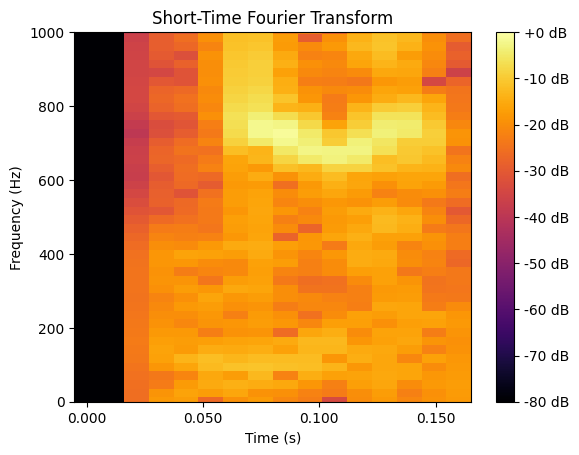 Short-Time Fourier Transform
1000
800
600
400
200
0
Frequency (Hz)
0.000
0.050
0.100
0.150
Time (s)
+0 dB
-10 dB
-20 dB
-30 dB
-40 dB
-50 dB
-60 dB
-70 dB
-80 dB